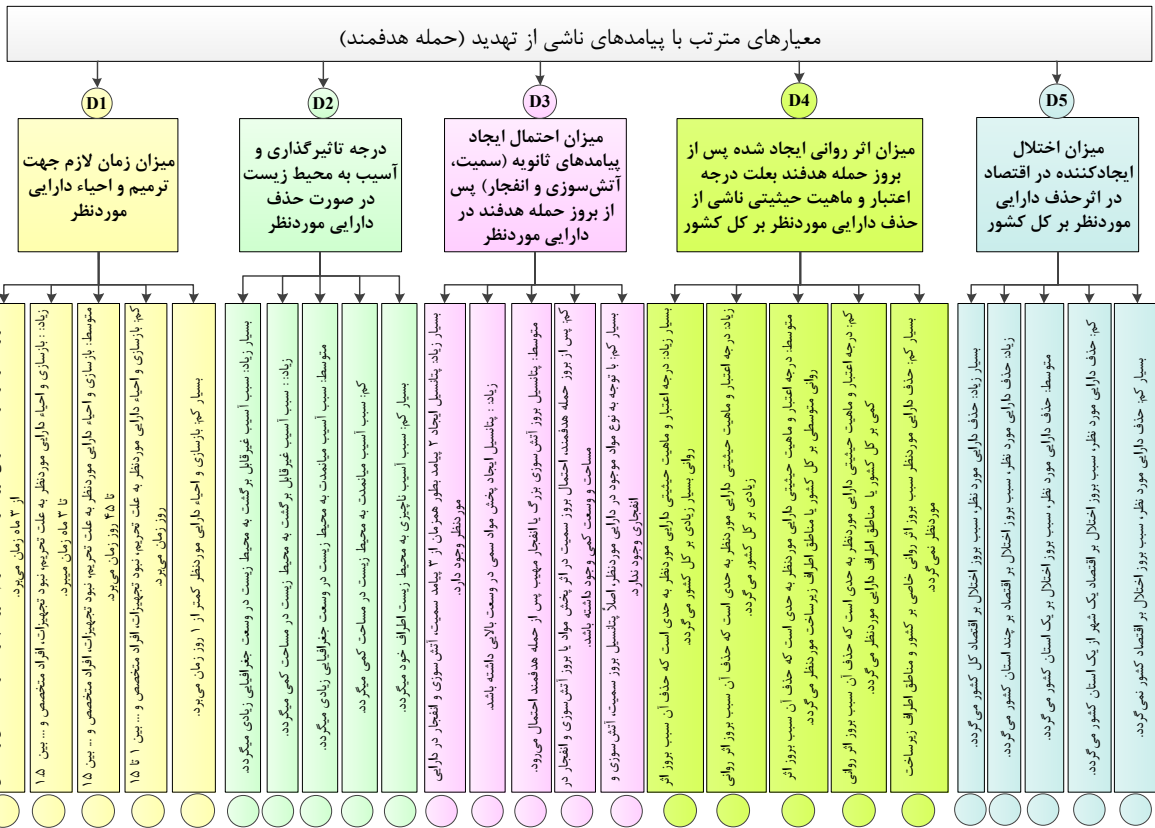 معیارهای مترتب با پیامدهای ناشی از تهدید (حمله هدفمند)
D5
D4
D3
D2
D1
میزان اختلال
ایجادکننده در اقتصاد
در اثرحذف دارایی
موردنظر بر کل کشور
میزان اثر روانی ایجاد شده پس از
بروز حمله هدفند بعلت درجه
اعتبار و ماهیت حیثیتی ناشی از
حذف دارایی موردنظر بر کل کشور
میزان احتمال ایجاد
پیامدهای ثانویه (سمیت،
آتش‌سوزی و انفجار) پس
از بروز حمله هدفند در
دارایی موردنظر
درجه تاثیرگذاری و
آسیب به محیط زیست
در صورت حذف
دارایی موردنظر
میزان زمان لازم جهت
ترمیم و احیاء دارایی
موردنظر
بسیار کم: حذف دارایی مورد نظر، سبب بروز اختلال بر اقتصاد کشور نمی‌گردد.
کم: حذف دارایی مورد نظر، سبب بروز اختلال بر اقتصاد یک شهر از یک استان کشور می‌گردد.
متوسط: حذف دارایی مورد نظر، سبب بروز اختلال بر یک استان کشور می‌گردد.
زیاد: حذف دارایی مورد نظر، سبب بروز اختلال بر اقتصاد بر چند استان کشور می‌گردد.
بسیار زیاد: حذف دارایی مورد نظر، سبب بروز اختلال بر اقتصاد کل کشور می‌گردد.
بسیار کم: حذف دارایی موردنظر سبب بروز اثر روانی خاصی بر کشور و مناطق اطراف زیرساخت
موردنظر نمی‌گردد.
کم: درجه اعتبار و ماهیت حیثیتی دارایی موردنظر به حدی است که حذف آن سبب بروز اثر روانی
کمی بر کل کشور یا مناطق اطراف دارایی موردنظر می‌گردد.
متوسط: درجه اعتبار و ماهیت حیثیتی دارایی موردنظر به حدی است که حذف آن سبب بروز اثر
روانی متوسطی بر کل کشور یا مناطق اطراف زیرساخت موردنظر می‌گردد.
زیاد: درجه اعتبار و ماهیت حیثیتی دارایی موردنظر به حدی است که حذف آن سبب بروز اثر روانی
زیادی بر کل کشور می‌گردد.
بسیار زیاد: درجه اعتبار و ماهیت حیثیتی دارایی موردنظر به حدی است که حذف آن سبب بروز اثر
روانی بسیار زیادی بر کل کشور می‌گردد.
بسیار کم: با توجه به نوع مواد موجود در دارایی موردنظر، اصلاً پتانسیل بروز سمیت، آتش‌سوزی و
انفجاری وجود ندارد.
کم: پس از بروز حمله هدفمند، احتمال بروز سمیت در اثر پخش مواد یا بروز آتش‌سوزی و انفجار در
مساحت و وسعت کمی وجود داشته باشد.
متوسط: پتانسیل بروز آتش‌سوزی بزرگ یا انفجار مهیب پس از حمله هدفمند احتمال می‌رود.
زیاد: : پتانسیل ایجاد پخش مواد سمی در وسعت بالایی داشته باشد.
بسیار زیاد: پتانسیل ایجاد ۲ پیامد بطور همزمان از ۳ پیامد سمیت، آتش‌سوزی و انفجار در دارایی
موردنظر وجود دارد.
بسیار کم: سبب آسیب ناچیزی به محیط زیست اطراف خود میگردد.
کم: سبب آسیب میانمدت به محیط زیست در مساحت کمی میگردد.
متوسط: سبب آسیب میانمدت به محیط زیست در وسعت جغرافیایی زیادی میگردد.
زیاد: : سبب آسیب غیرقابل برگشت به محیط زیست در مساحت کمی میگردد.
بسیار زیاد: سبب آسیب غیرقابل برگشت به محیط زیست در وسعت جغرافیایی زیادی میگردد.
بسیار کم: بازسازی و احیاء دارایی موردنظر کمتر از ۱ روز زمان می‌برد.
کم: بازسازی و احیاء دارایی موردنظر به علت تحریم، نبود تجهیزات، افراد متخصص و ... بین ۱ تا ۱۵
روز زمان می‌برد.
متوسط: بازسازی و احیاء دارایی موردنظر به علت تحریم، نبود تجهیزات، افراد متخصص و ... بین ۱۵
تا ۴۵ روز زمان می‌برد.
زیاد: : بازسازی و احیاء دارایی موردنظر به علت تحریم، نبود تجهیزات، افراد متخصص و ... بین ۱.۵
تا ۳ ماه زمان میبرد.
از ۳ ماه زمان می‌برد.